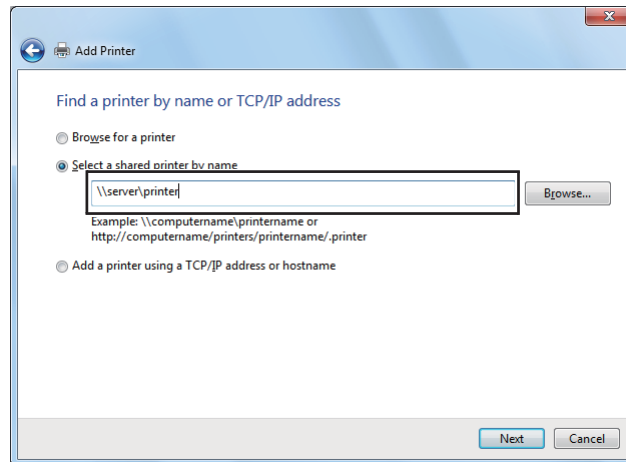 x
Add Printer
Find a printer by name or TCP/IP address
Browse for a printer
Select a shared printer by name
\\server\printer
Browse...
Example: \\computername\printername or
http://computername/printers/printername/.printer
Add a printer using a TCP/IP address or hostname
Next Cancel